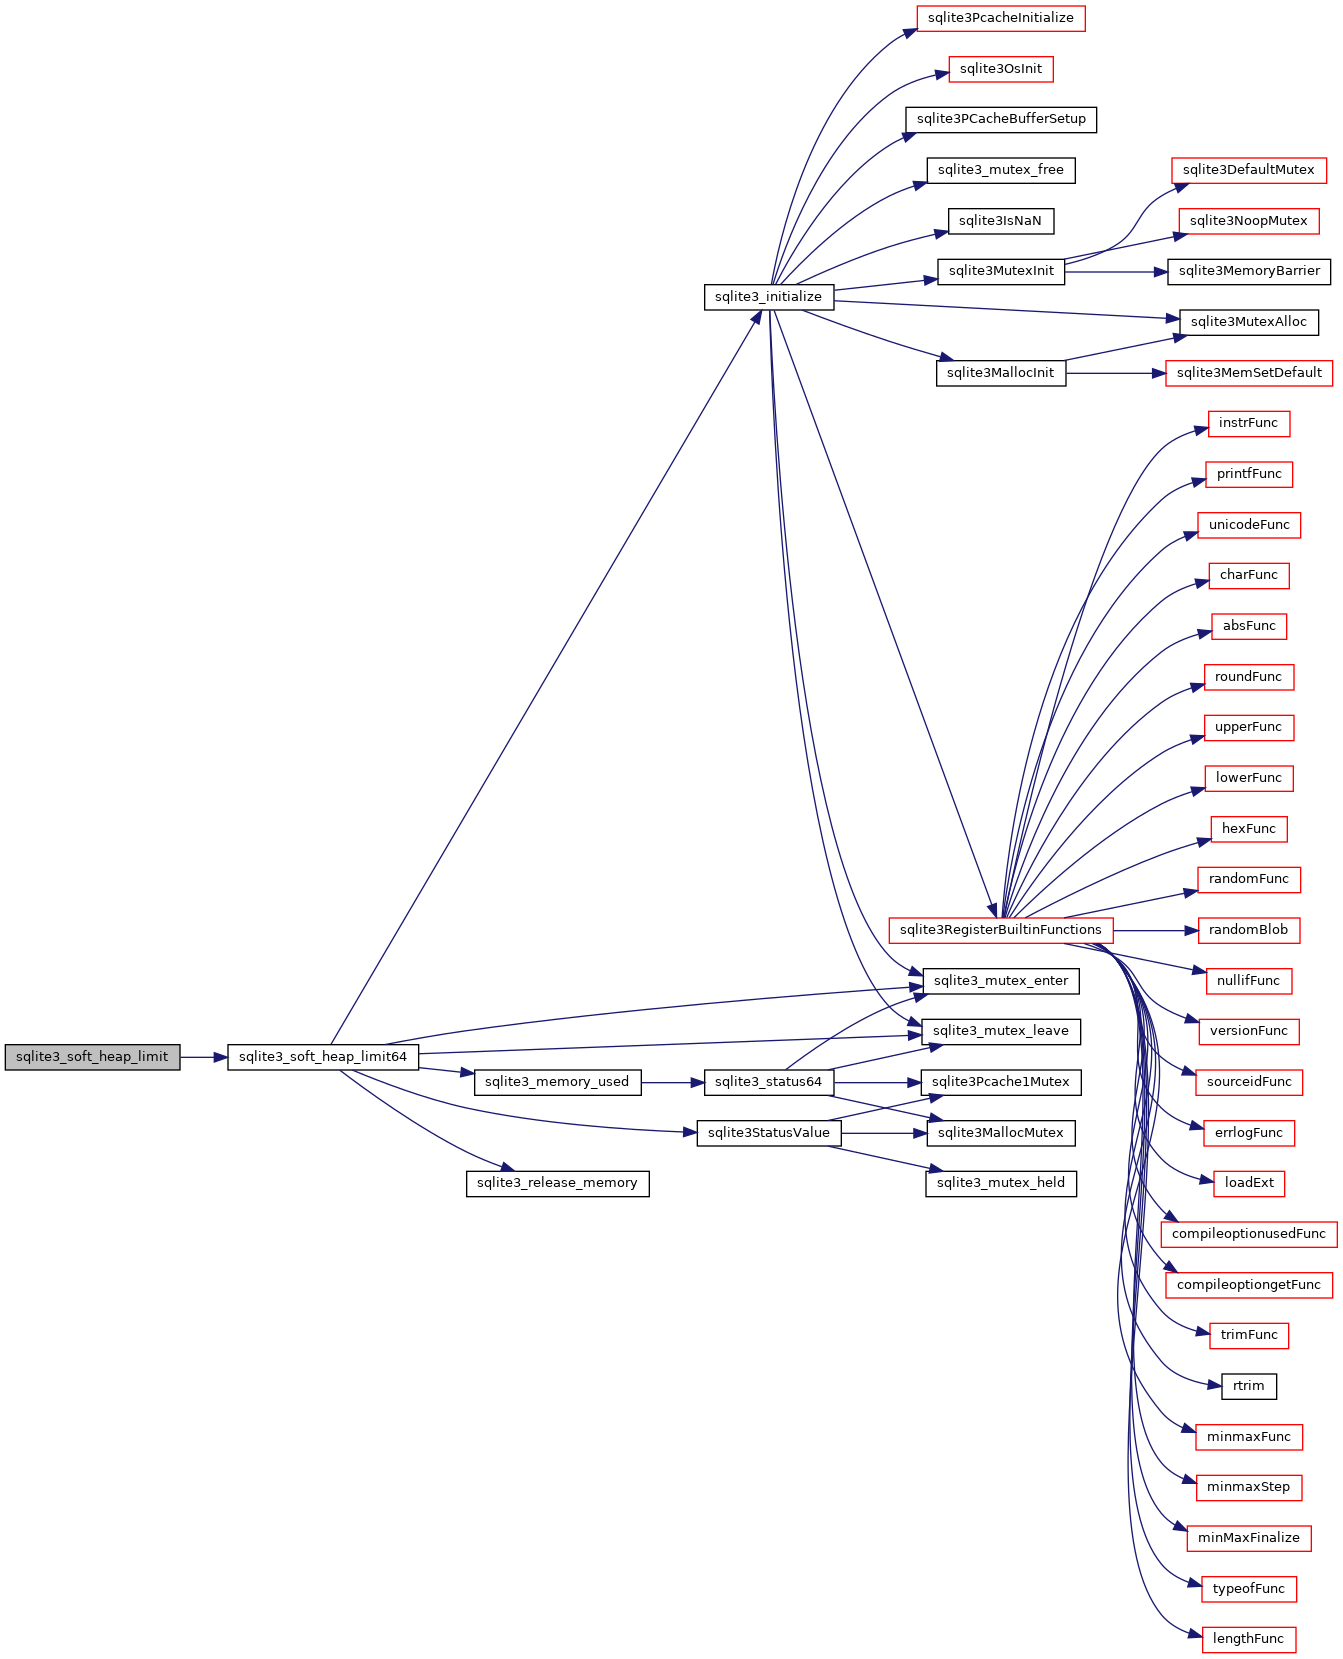 sqlite3PcacheInitialize
sqlite3OsInit
sqlite3PCacheBufferSetup
sqlite3_mutex_free
sqlite3DefaultMutex
sqlite3IsNaN
sqlite3NoopMutex
sqlite3MutexInit
sqlite3MemoryBarrier
sqlite3_initialize
sqlite3MutexAlloc
sqlite3MallocInit
sqlite3MemSetDefault
instrFunc
printfFunc
unicodeFunc
charFunc
absFunc
roundFunc
upperFunc
lowerFunc
hexFunc
randomFunc
sqlite3RegisterBuiltinFunctions
randomBlob
sqlite3_mutex_enter
nullifFunc
sqlite3_mutex_leave
versionFunc
sqlite3_soft_heap_limit
sqlite3_soft_heap_limit64
sqlite3_memory_used
sqlite3_status64
sqlite3Pcache1Mutex
sourceidFunc
sqlite3StatusValue
sqlite3MallocMutex
errlogFunc
sqlite3_release_memory
sqlite3_mutex_held
loadExt
compileoptionusedFunc
compileoptiongetFunc
trimFunc
rtrim
minmaxFunc
minmaxStep
minMaxFinalize
typeofFunc
lengthFunc